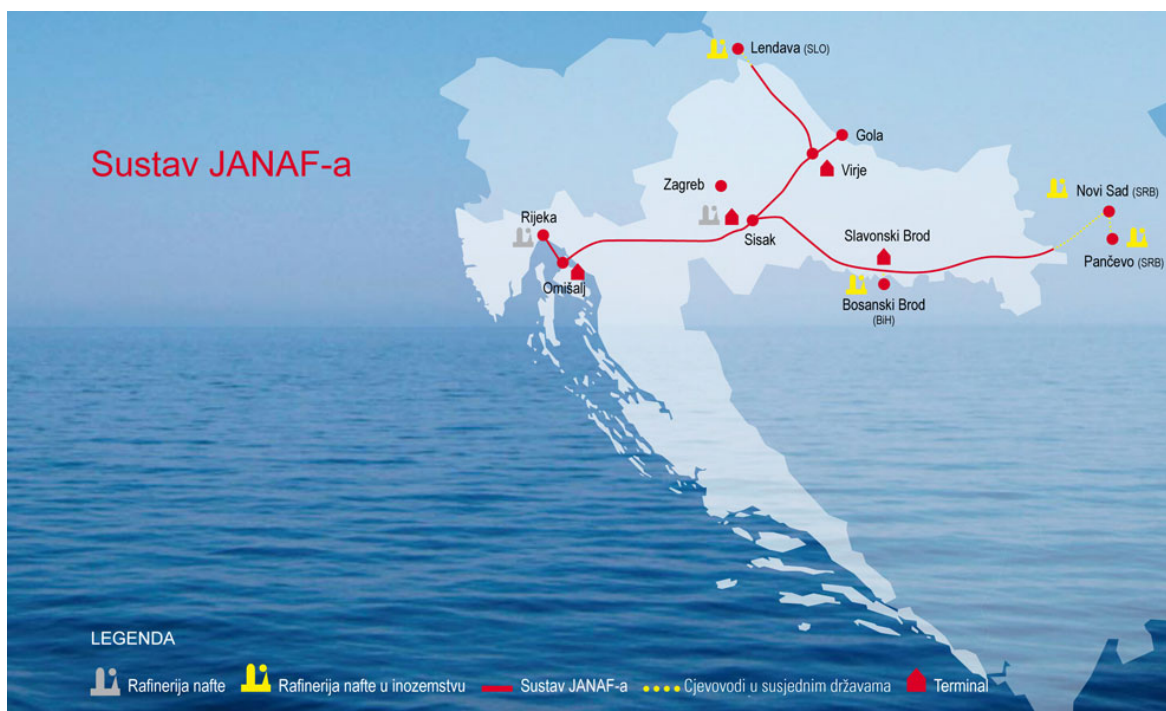 Lendava (SLO)
Sustav JANAF-a
Gola
Virje
Zagreb
Novi Sad (SRB)
Rijeka
Sisak
Slavonski Brod
Pančevo (SRB)
Omišalj
Bosanski Brod
(BiH)
LEGENDA
Rafinerija nafte
Rafinerija nafte u inozemstvu
Sustav JANAF-a
Cjevovodi u susjednim državama
Terminal